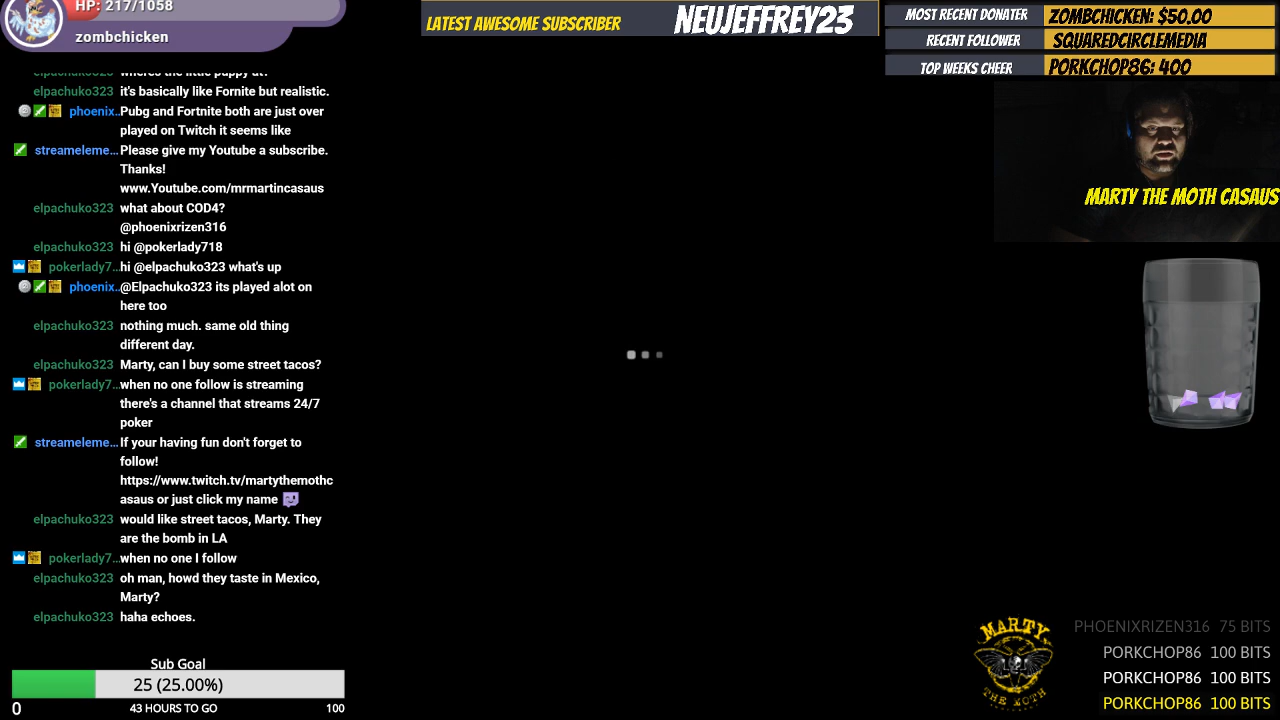 HP: 217/1058
zombchicken
LATEST AWESOME SUBSCRIBER
NEUJEFFREY23
MOST RECENT DONATER
ZOMBCHICKEN: $50.00
RECENT FOLLOWER
SQUAREDCIRCLEMEDIA
TOP WEEKS CHEER
PORKCHOP86: 400
MARTY THE MOTH CASAUS
elpachuko323 wheres the little puppy at?
elpachuko323 it's basically like Fornite but realistic.
phoenix.. Pubg and Fortnite both are just over
played on Twitch it seems like
streameleme... Please give my Youtube a subscribe.
Thanks!
www.Youtube.com/mrmartincasaus
elpachuko323 what about COD4?
@phoenixrizen316
elpachuko323 hi @pokerlady718
pokerlady7... hi @elpachuko323 what's up
phoenix.. @Elpachuko323 its played alot on
here too
elpachuko323 nothing much. same old thing
different day.
elpachuko323 Marty, can I buy some street tacos?
pokerlady7... when no one follow is streaming
there's a channel that streams 24/7
poker
streameleme... If your having fun don't forget to
follow!
https://www.twitch.tv/martythemothc
asaus or just click my name
elpachuko323 would like street tacos, Marty. They
are the bomb in LA
pokerlady7... when no one I follow
elpachuko323 oh man, howd they taste in Mexico,
Marty?
elpachuko323 haha echoes.
Sub Goal
25 (25.00%)
0
43 HOURS TO GO
100
MARTY
THE MOTH
PHOENIXRIZEN316 75 BITS
PORKCHOP86 100 BITS
PORKCHOP86 100 BITS
PORKCHOP86 100 BITS